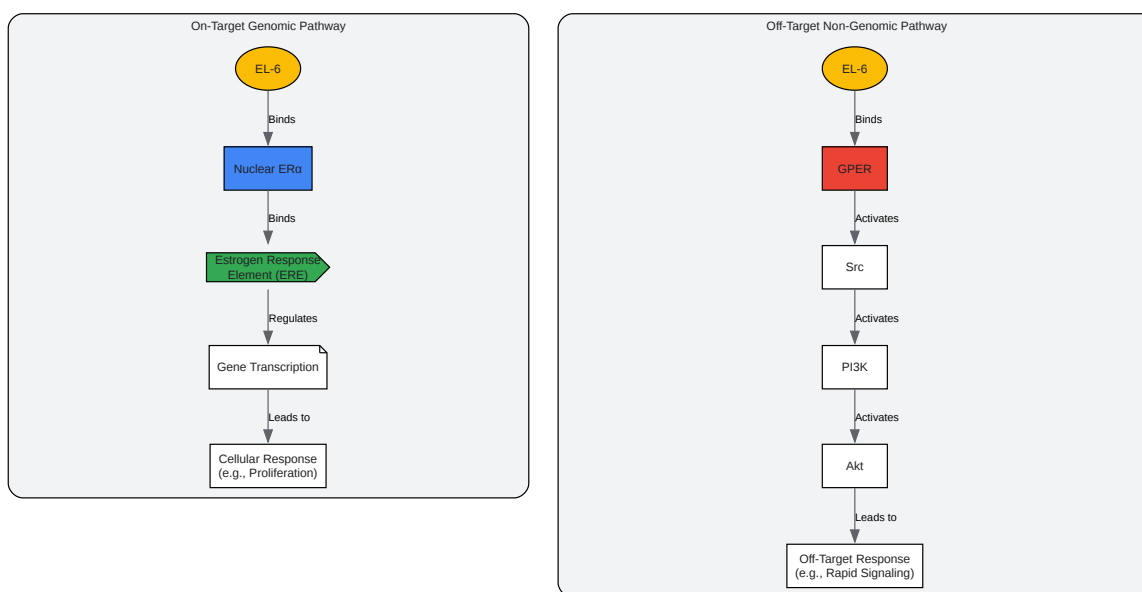 On-Target Genomic Pathway
EL-6
Binds
Nuclear ERα
Binds
Estrogen Response
Element (ERE)
Regulates
Gene Transcription
Leads to
Cellular Response
(e.g., Proliferation)
Off-Target Non-Genomic Pathway
EL-6
Binds
GPER
Activates
Src
Activates
PI3K
Activates
Akt
Leads to
Off-Target Response
(e.g., Rapid Signaling)